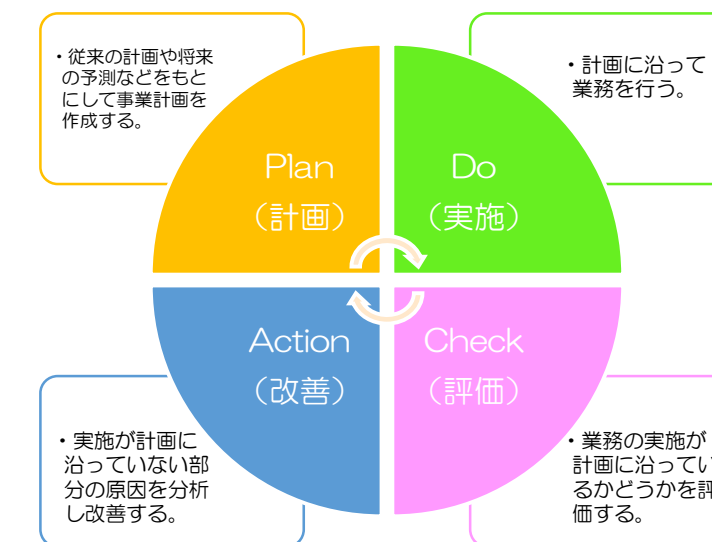 ・従来の計画や将来
の予測などをもと
にして事業計画を
作成する。
・計画に沿って
業務を行う。
Plan
（計画）
Do
（実施）
Action
（改善）
Check
（評価）
・実施が計画に
沿っていない部
分の原因を分析
し改善する。
・業務の実施が
計画に沿ってい
るかどうかを評
価する。